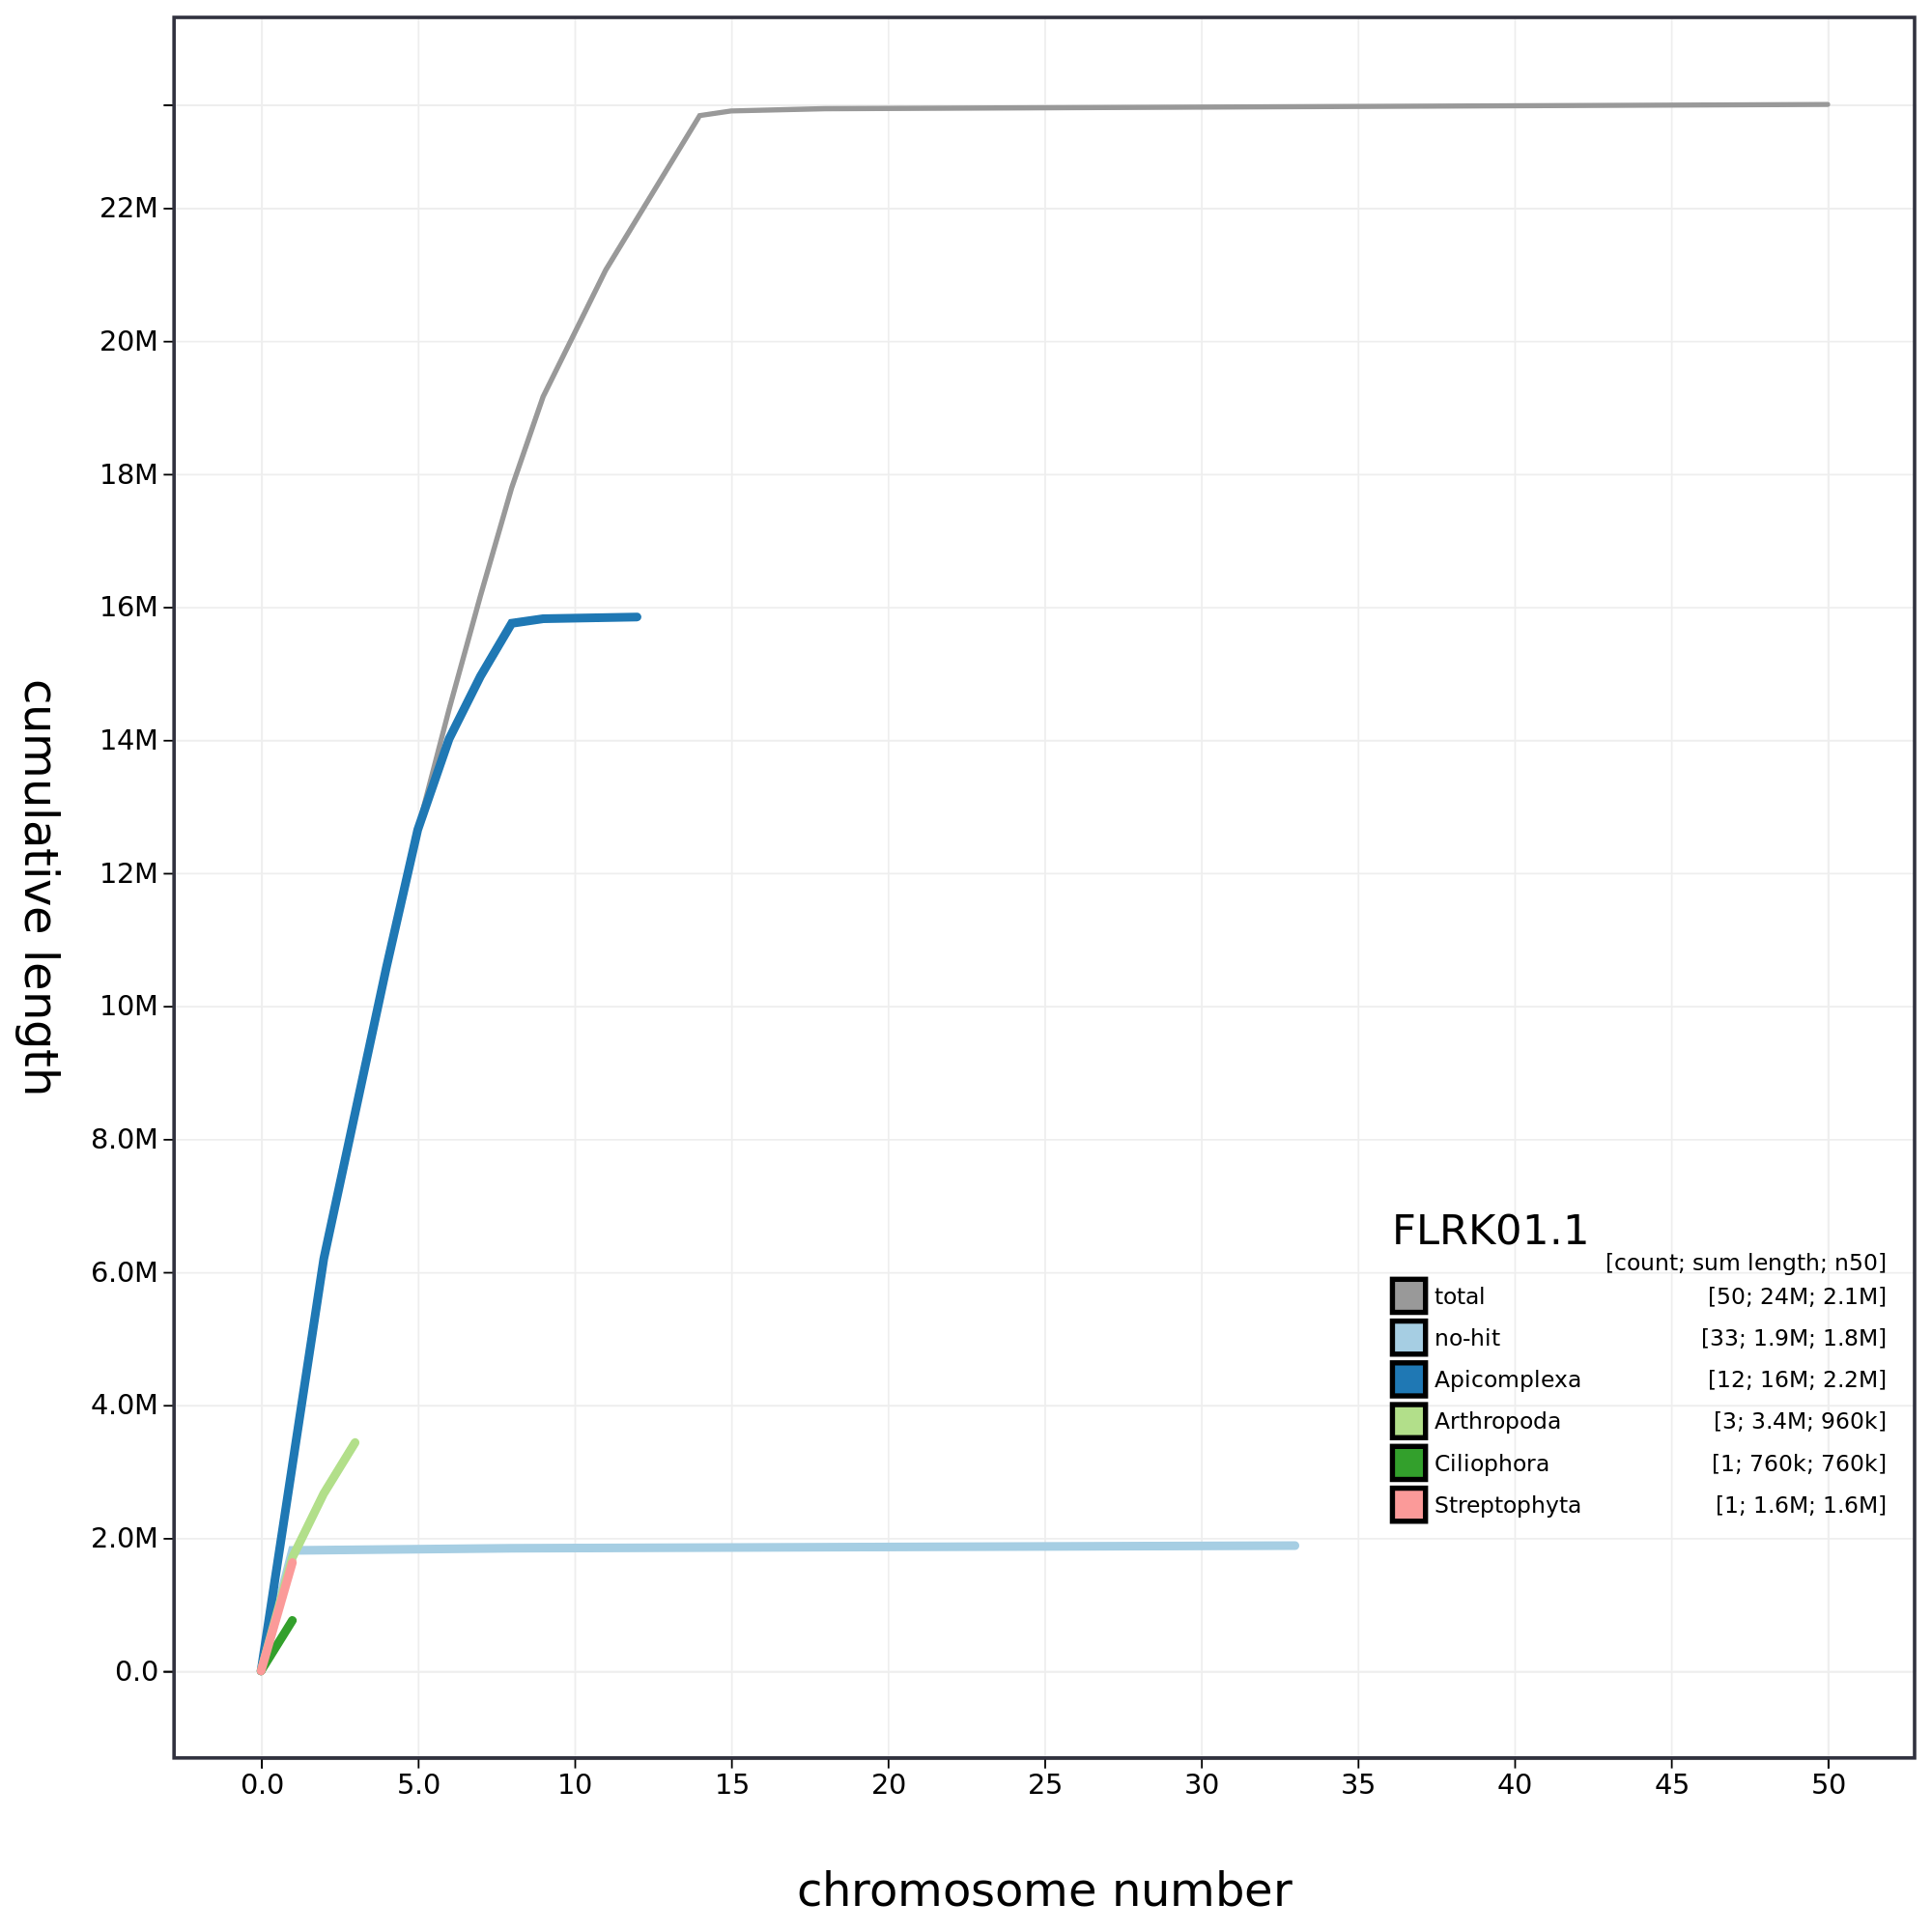 cumulative length
22M
20M
18M
16M
14M
12M
10M
8.0M
6.0M
4.0M
2.0M
0.0
FLRK01.1
[count; sum length; n50]
total [50; 24M; 2.1M]
no-hit [33; 1.9M; 1.8M]
Apicomplexa [12; 16M; 2.2M]
Arthropoda [3; 3.4M; 960k]
Ciliophora [1; 760k; 760k]
Streptophyta [1; 1.6M; 1.6M]
0.0 5.0 10 15 20 25 30 35 40 45 50
chromosome number